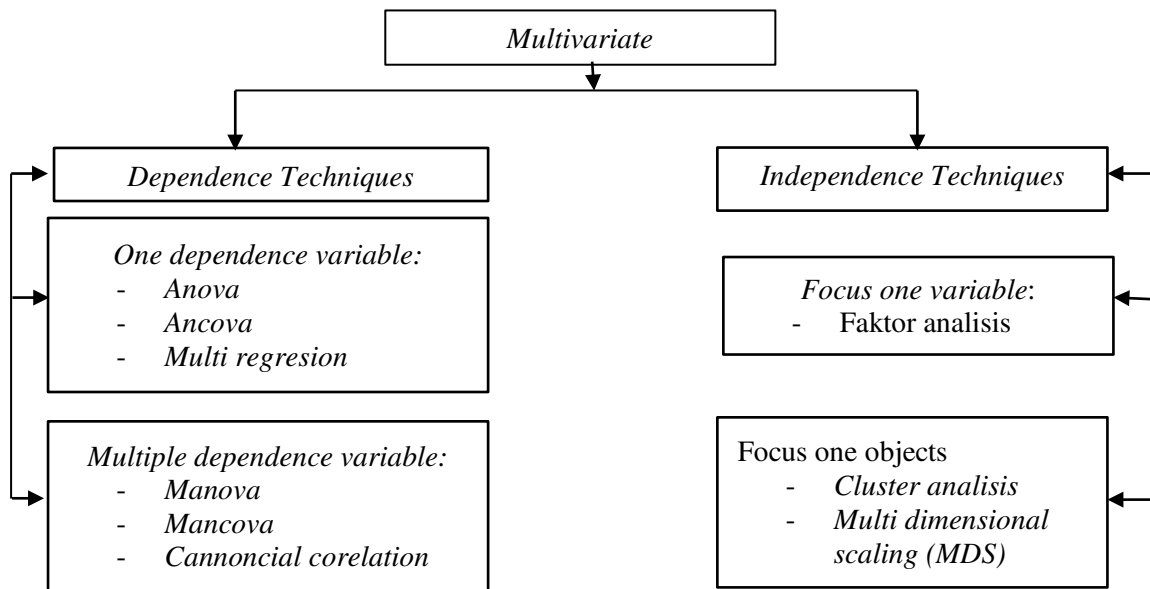 Multivariate
Dependence Techniques
One dependence variable:
- Anova
- Ancova
- Multi regresion
Multiple dependence variable:
- Manova
- Mancova
- Cannoncial corelation
Independence Techniques
Focus one variable:
- Faktor analisis
Focus one objects
- Cluster analisis
- Multi dimensional
scaling (MDS)